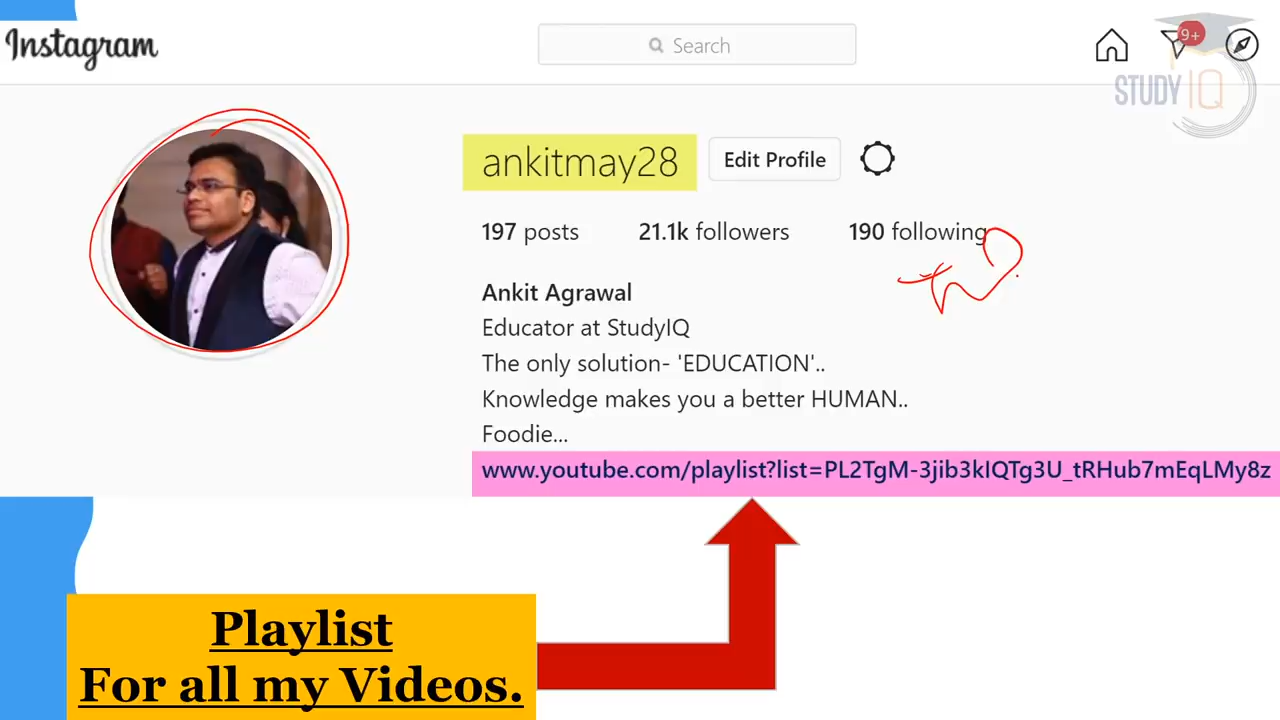 Instagram
Search
9+
STUDY IQ
ankitmay28
Edit Profile
197 posts
21.1k followers
190 following
Ankit Agrawal
Educator at StudyIQ
The only solution- 'EDUCATION'..
Knowledge makes you a better HUMAN..
Foodie...
www.youtube.com/playlist?list=PL2TgM-3jib3kIQTg3U_tRHub7mEqLMy8z
Playlist
For all my Videos.